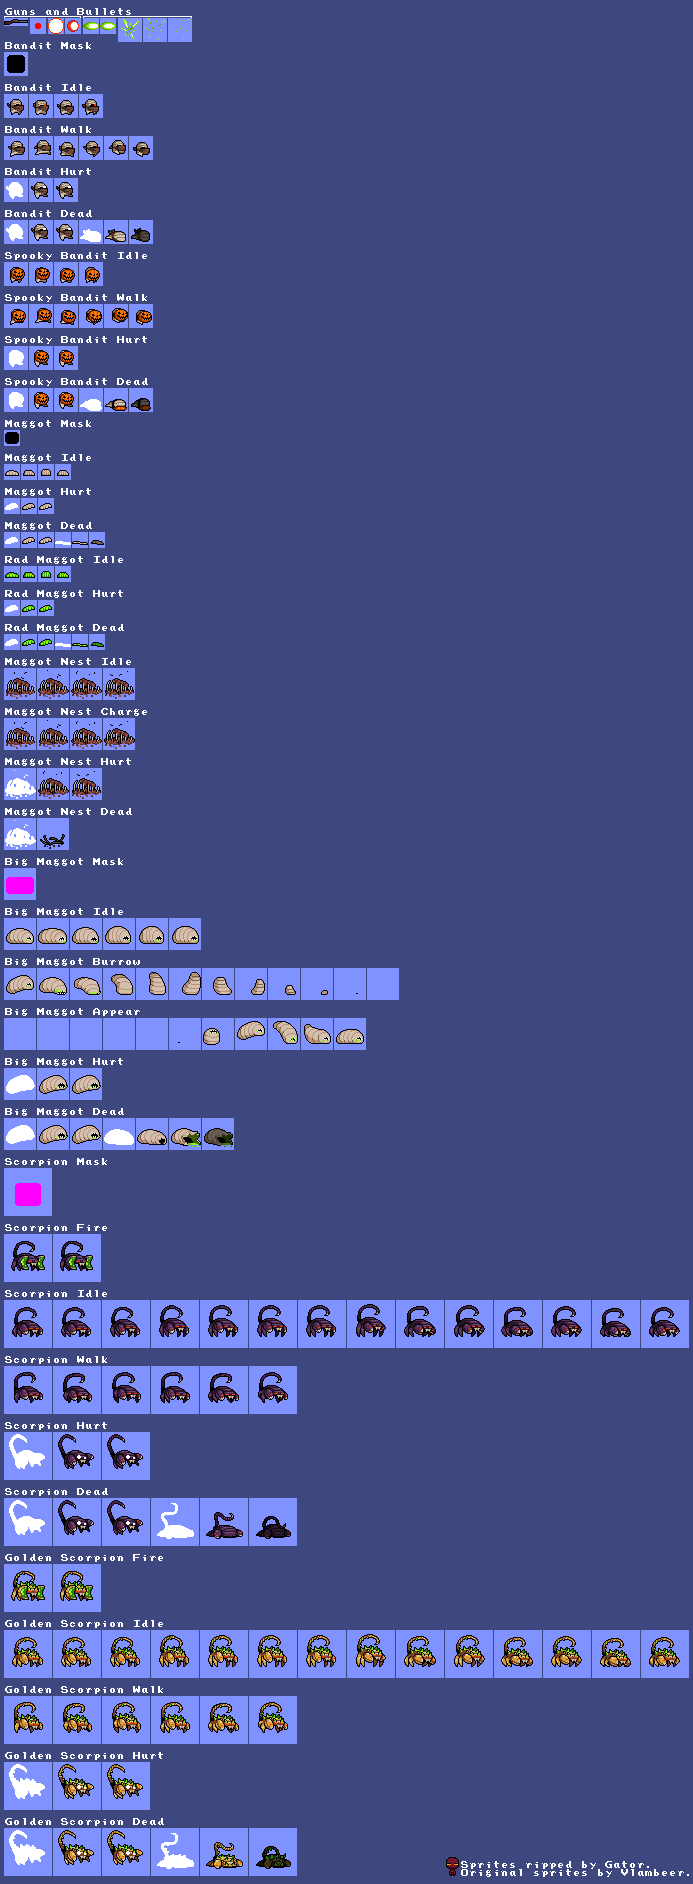 Guns and Bullets
Bandit Mask
Bandit Idle
Bandit Walk
Bandit Hurt
Bandit Dead
Spooky Bandit Idle
Spooky Bandit Walk
Spooky Bandit Hurt
Spooky Bandit Dead
Maggot Mask
Maggot Idle
Maggot Hurt
Maggot Dead
Rad Maggot Idle
Rad Maggot Hurt
Rad Maggot Dead
Maggot Nest Idle
Maggot Nest Charge
Maggot Nest Hurt
Maggot Nest Dead
Big Maggot Mask
Big Maggot Idle
Big Maggot Burrow
Big Maggot Appear
Big Maggot Hurt
Big Maggot Dead
Scorpion Mask
Scorpion Fire
Scorpion Idle
Scorpion Walk
Scorpion Hurt
Scorpion Dead
Golden Scorpion Fire
Golden Scorpion Idle
Golden Scorpion Walk
Golden Scorpion Hurt
Golden Scorpion Dead
Sprites ripped by Gator.
Original sprites by Vlambeer.